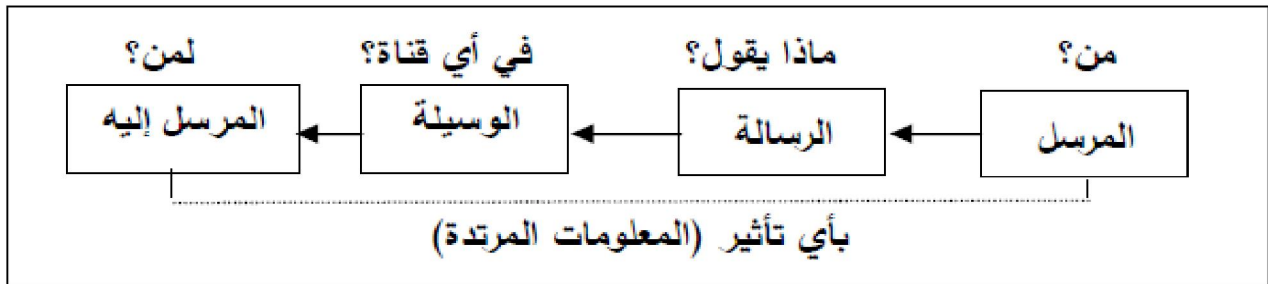 من؟ ماذا يقول؟ في أي قناة؟ لمن؟
المرسل الرسالة الوسيلة المرسل إليه
بأي تأثير (المعلومات المرتدة)